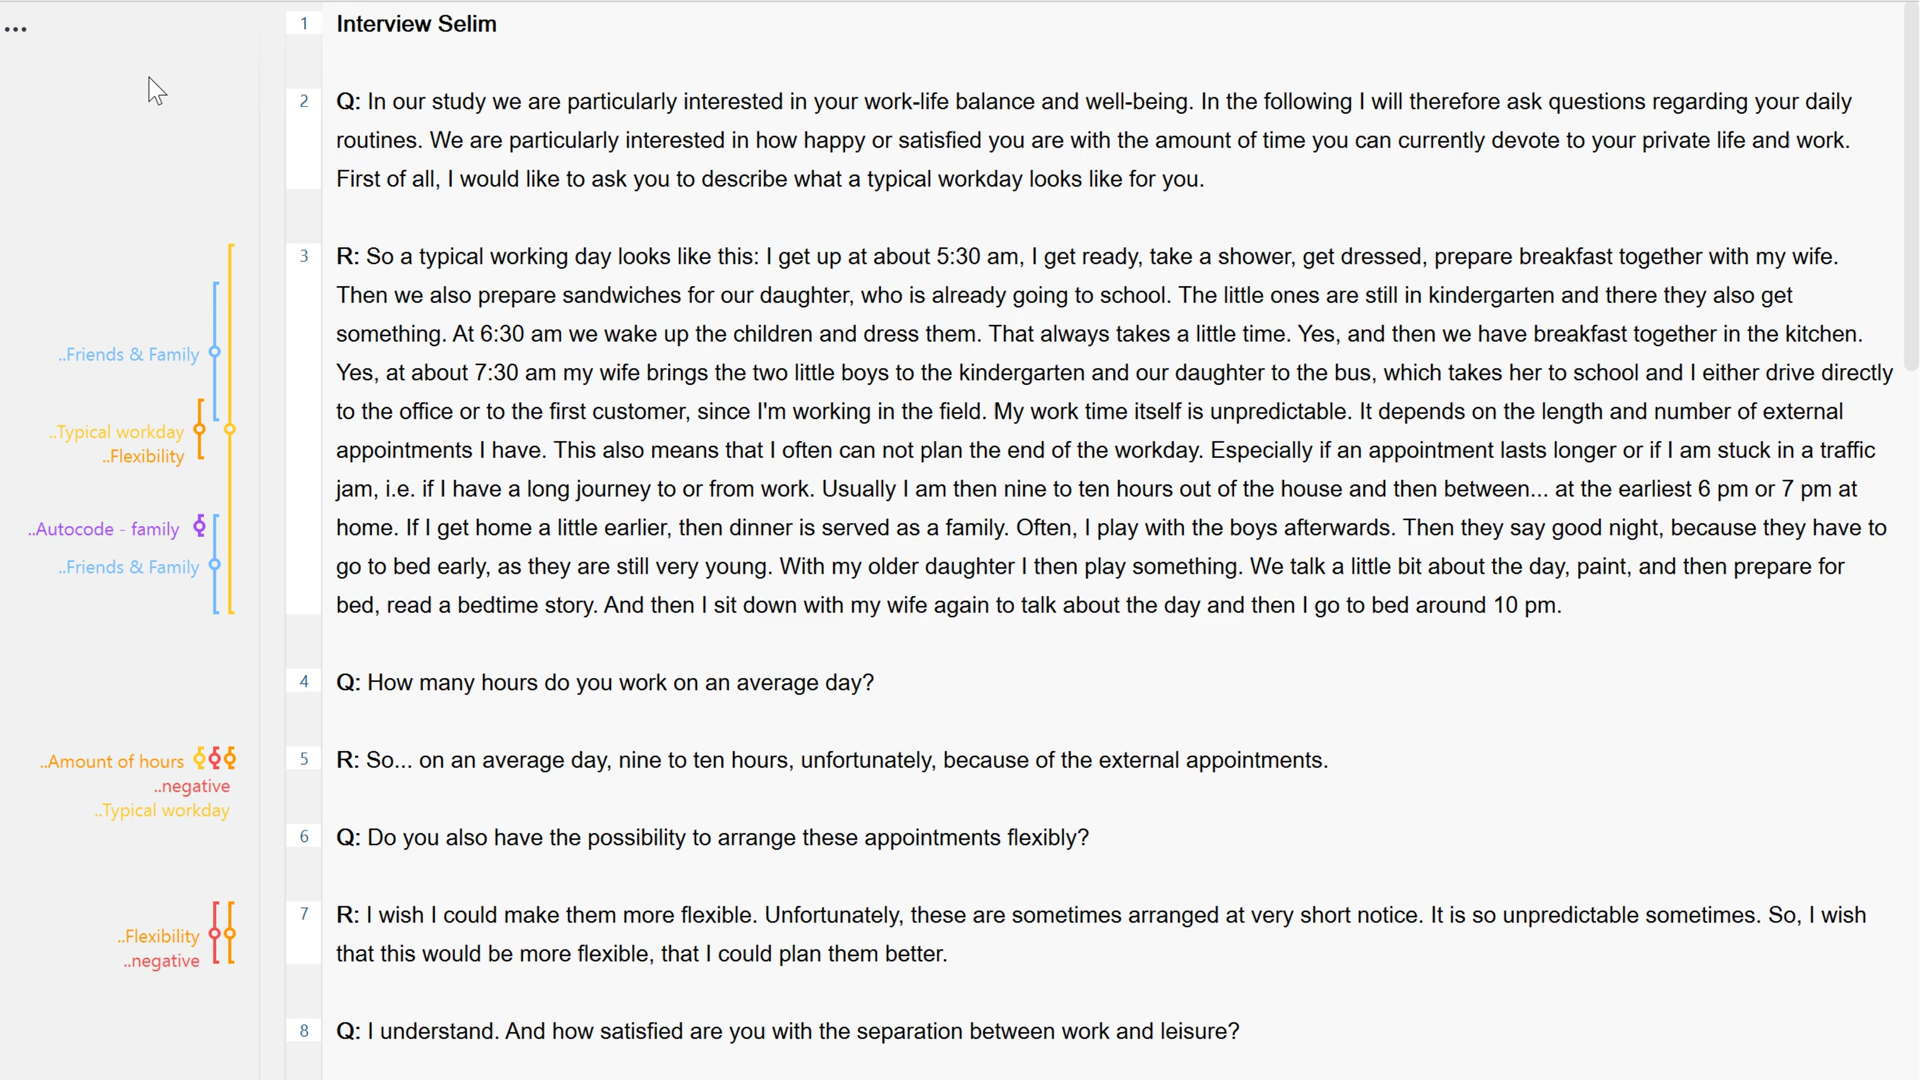 ...
1 Interview Selim
2 Q: In our study we are particularly interested in your work-life balance and well-being. In the following I will therefore ask questions regarding your daily
routines. We are particularly interested in how happy or satisfied you are with the amount of time you can currently devote to your private life and work.
First of all, I would like to ask you to describe what a typical workday looks like for you.
3 R: So a typical working day looks like this: I get up at about 5:30 am, I get ready, take a shower, get dressed, prepare breakfast together with my wife.
Then we also prepare sandwiches for our daughter, who is already going to school. The little ones are still in kindergarten and there they also get
something. At 6:30 am we wake up the children and dress them. That always takes a little time. Yes, and then we have breakfast together in the kitchen.
..Friends & Family
Yes, at about 7:30 am my wife brings the two little boys to the kindergarten and our daughter to the bus, which takes her to school and I either drive directly
to the office or to the first customer, since I'm working in the field. My work time itself is unpredictable. It depends on the length and number of external
..Typical workday
appointments I have. This also means that I often can not plan the end of the workday. Especially if an appointment lasts longer or if I am stuck in a traffic
..Flexibility
jam, i.e. if I have a long journey to or from work. Usually I am then nine to ten hours out of the house and then between... at the earliest 6 pm or 7 pm at
..Autocode - family
home. If I get home a little earlier, then dinner is served as a family. Often, I play with the boys afterwards. Then they say good night, because they have to
..Friends & Family
go to bed early, as they are still very young. With my older daughter I then play something. We talk a little bit about the day, paint, and then prepare for
bed, read a bedtime story. And then I sit down with my wife again to talk about the day and then I go to bed around 10 pm.
4 Q: How many hours do you work on an average day?
..Amount of hours
5 R: So... on an average day, nine to ten hours, unfortunately, because of the external appointments.
..negative
..Typical workday
6 Q: Do you also have the possibility to arrange these appointments flexibly?
7 R: I wish I could make them more flexible. Unfortunately, these are sometimes arranged at very short notice. It is so unpredictable sometimes. So, I wish
..Flexibility
that this would be more flexible, that I could plan them better.
..negative
8 Q: I understand. And how satisfied are you with the separation between work and leisure?